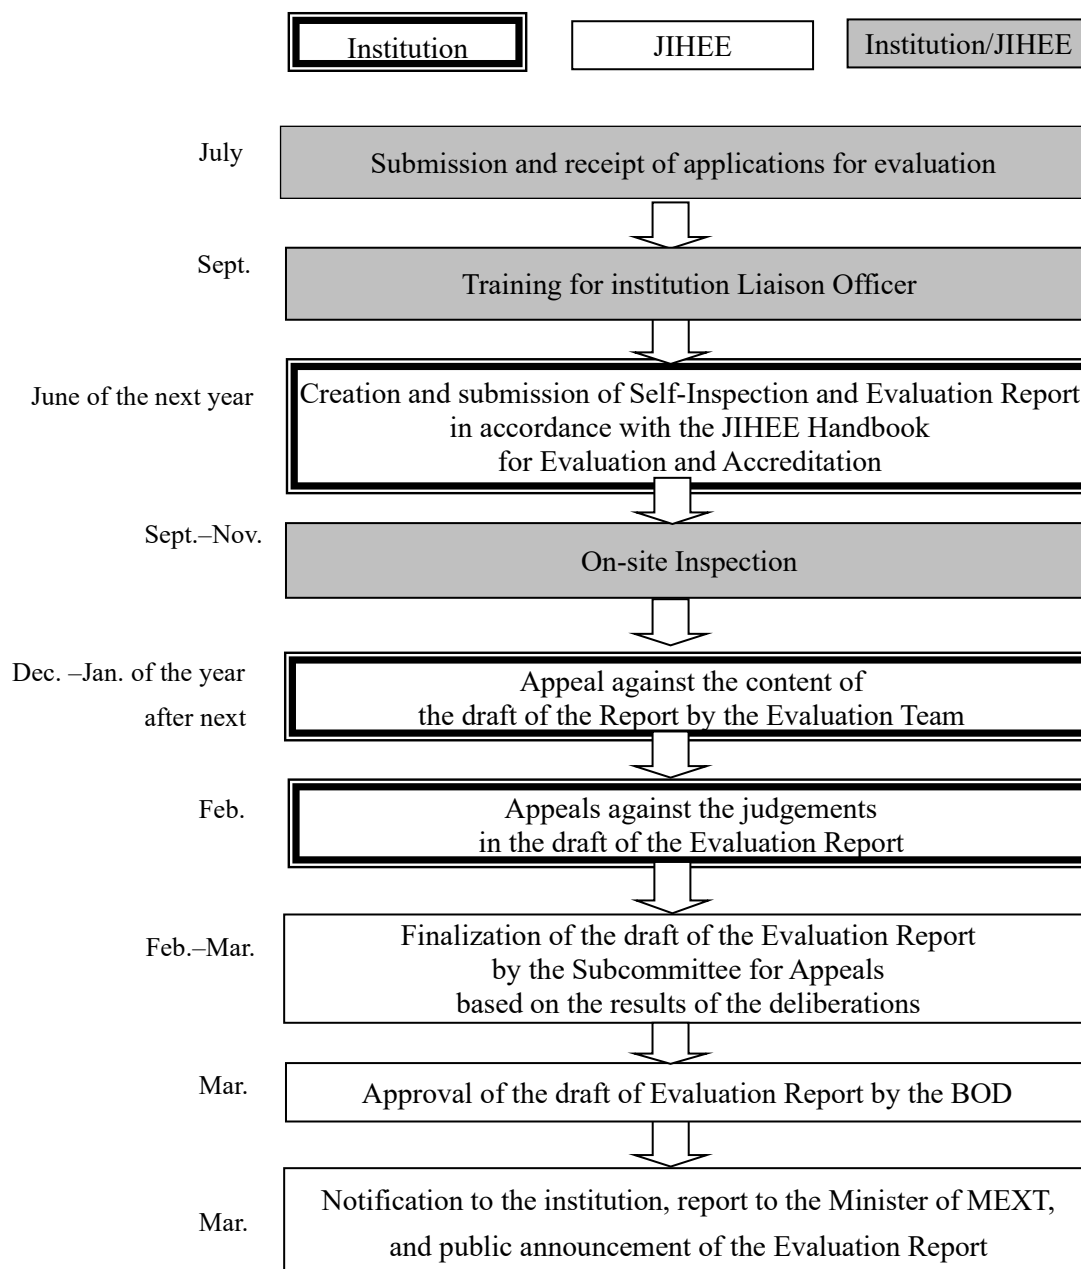 Institution
JIHEE
Institution/JIHEE
July
Submission and receipt of applications for evaluation
Sept.
Training for institution Liaison Officer
June of the next year
Creation and submission of Self-Inspection and Evaluation Report
in accordance with the JIHEE Handbook
for Evaluation and Accreditation
Sept.–Nov.
On-site Inspection
Dec. –Jan. of the year
after next
Appeal against the content of
the draft of the Report by the Evaluation Team
Feb.
Appeals against the judgements
in the draft of the Evaluation Report
Feb.–Mar.
Finalization of the draft of the Evaluation Report
by the Subcommittee for Appeals
based on the results of the deliberations
Mar.
Approval of the draft of Evaluation Report by the BOD
Mar.
Notification to the institution, report to the Minister of MEXT,
and public announcement of the Evaluation Report